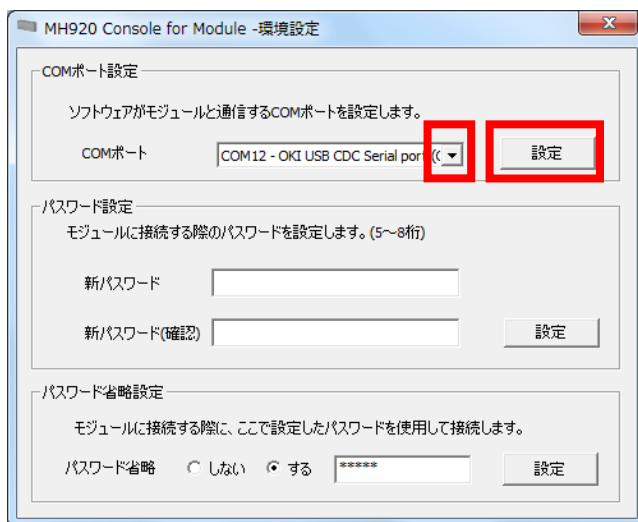 MH920 Console for Module -環境設定
COMポート設定
ソフトウェアがモジュールと通信するCOMポートを設定します。
COMポート COM12 - OKI USB CDC Serial port (C 設定
パスワード設定
モジュールに接続する際のパスワードを設定します。(5～8桁)
新パスワード
新パスワード(確認) 設定
パスワード省略設定
モジュールに接続する際に、ここで設定したパスワードを使用して接続します。
パスワード省略 しない する ***** 設定